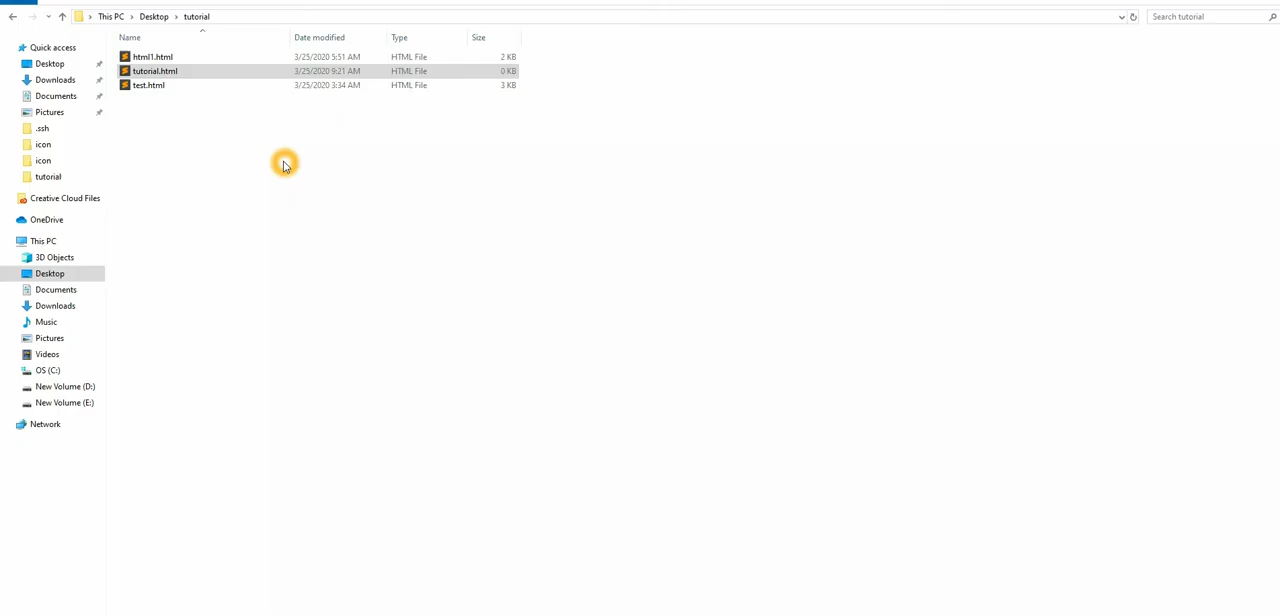 This PC > Desktop > tutorial
Search tutorial
Name Date modified Type Size
html1.html 3/25/2020 5:51 AM HTML File 2 KB
tutorial.html 3/25/2020 9:21 AM HTML File 0 KB
test.html 3/25/2020 3:34 AM HTML File 3 KB
Quick access
Desktop
Downloads
Documents
Pictures
.ssh
icon
icon
tutorial
Creative Cloud Files
OneDrive
This PC
3D Objects
Desktop
Documents
Downloads
Music
Pictures
Videos
OS (C:)
New Volume (D:)
New Volume (E:)
Network